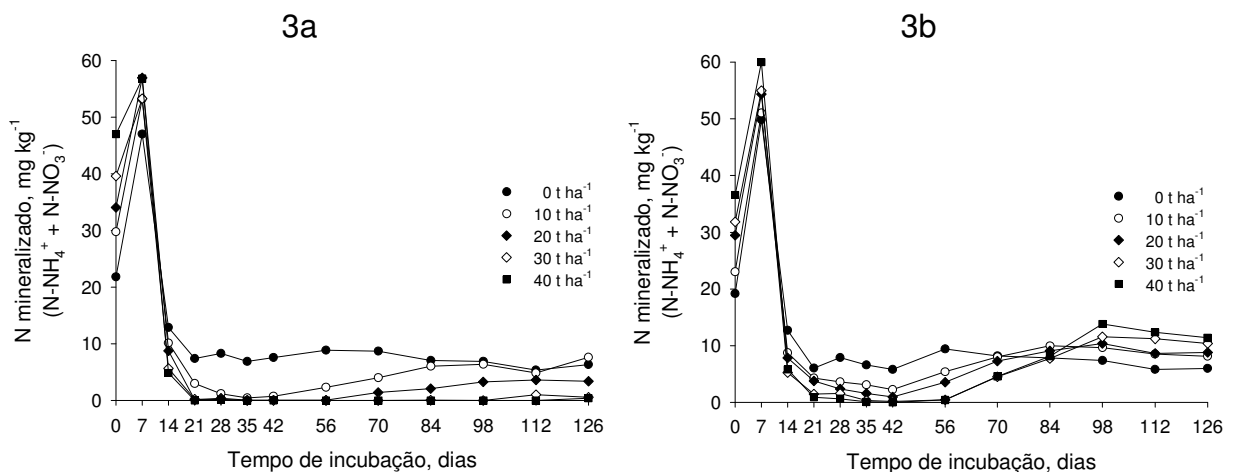 3a
N mineralizado, mg kg⁻¹
(N-NH₄⁺ + N-NO₃⁻)
60
50
40
30
20
10
0
0 t ha⁻¹
10 t ha⁻¹
20 t ha⁻¹
30 t ha⁻¹
40 t ha⁻¹
0 7 14 21 28 35 42 56 70 84 98 112 126
Tempo de incubação, dias
3b
N mineralizado, mg kg⁻¹
(N-NH₄⁺ + N-NO₃⁻)
60
50
40
30
20
10
0
0 t ha⁻¹
10 t ha⁻¹
20 t ha⁻¹
30 t ha⁻¹
40 t ha⁻¹
0 7 14 21 28 35 42 56 70 84 98 112 126
Tempo de incubação, dias